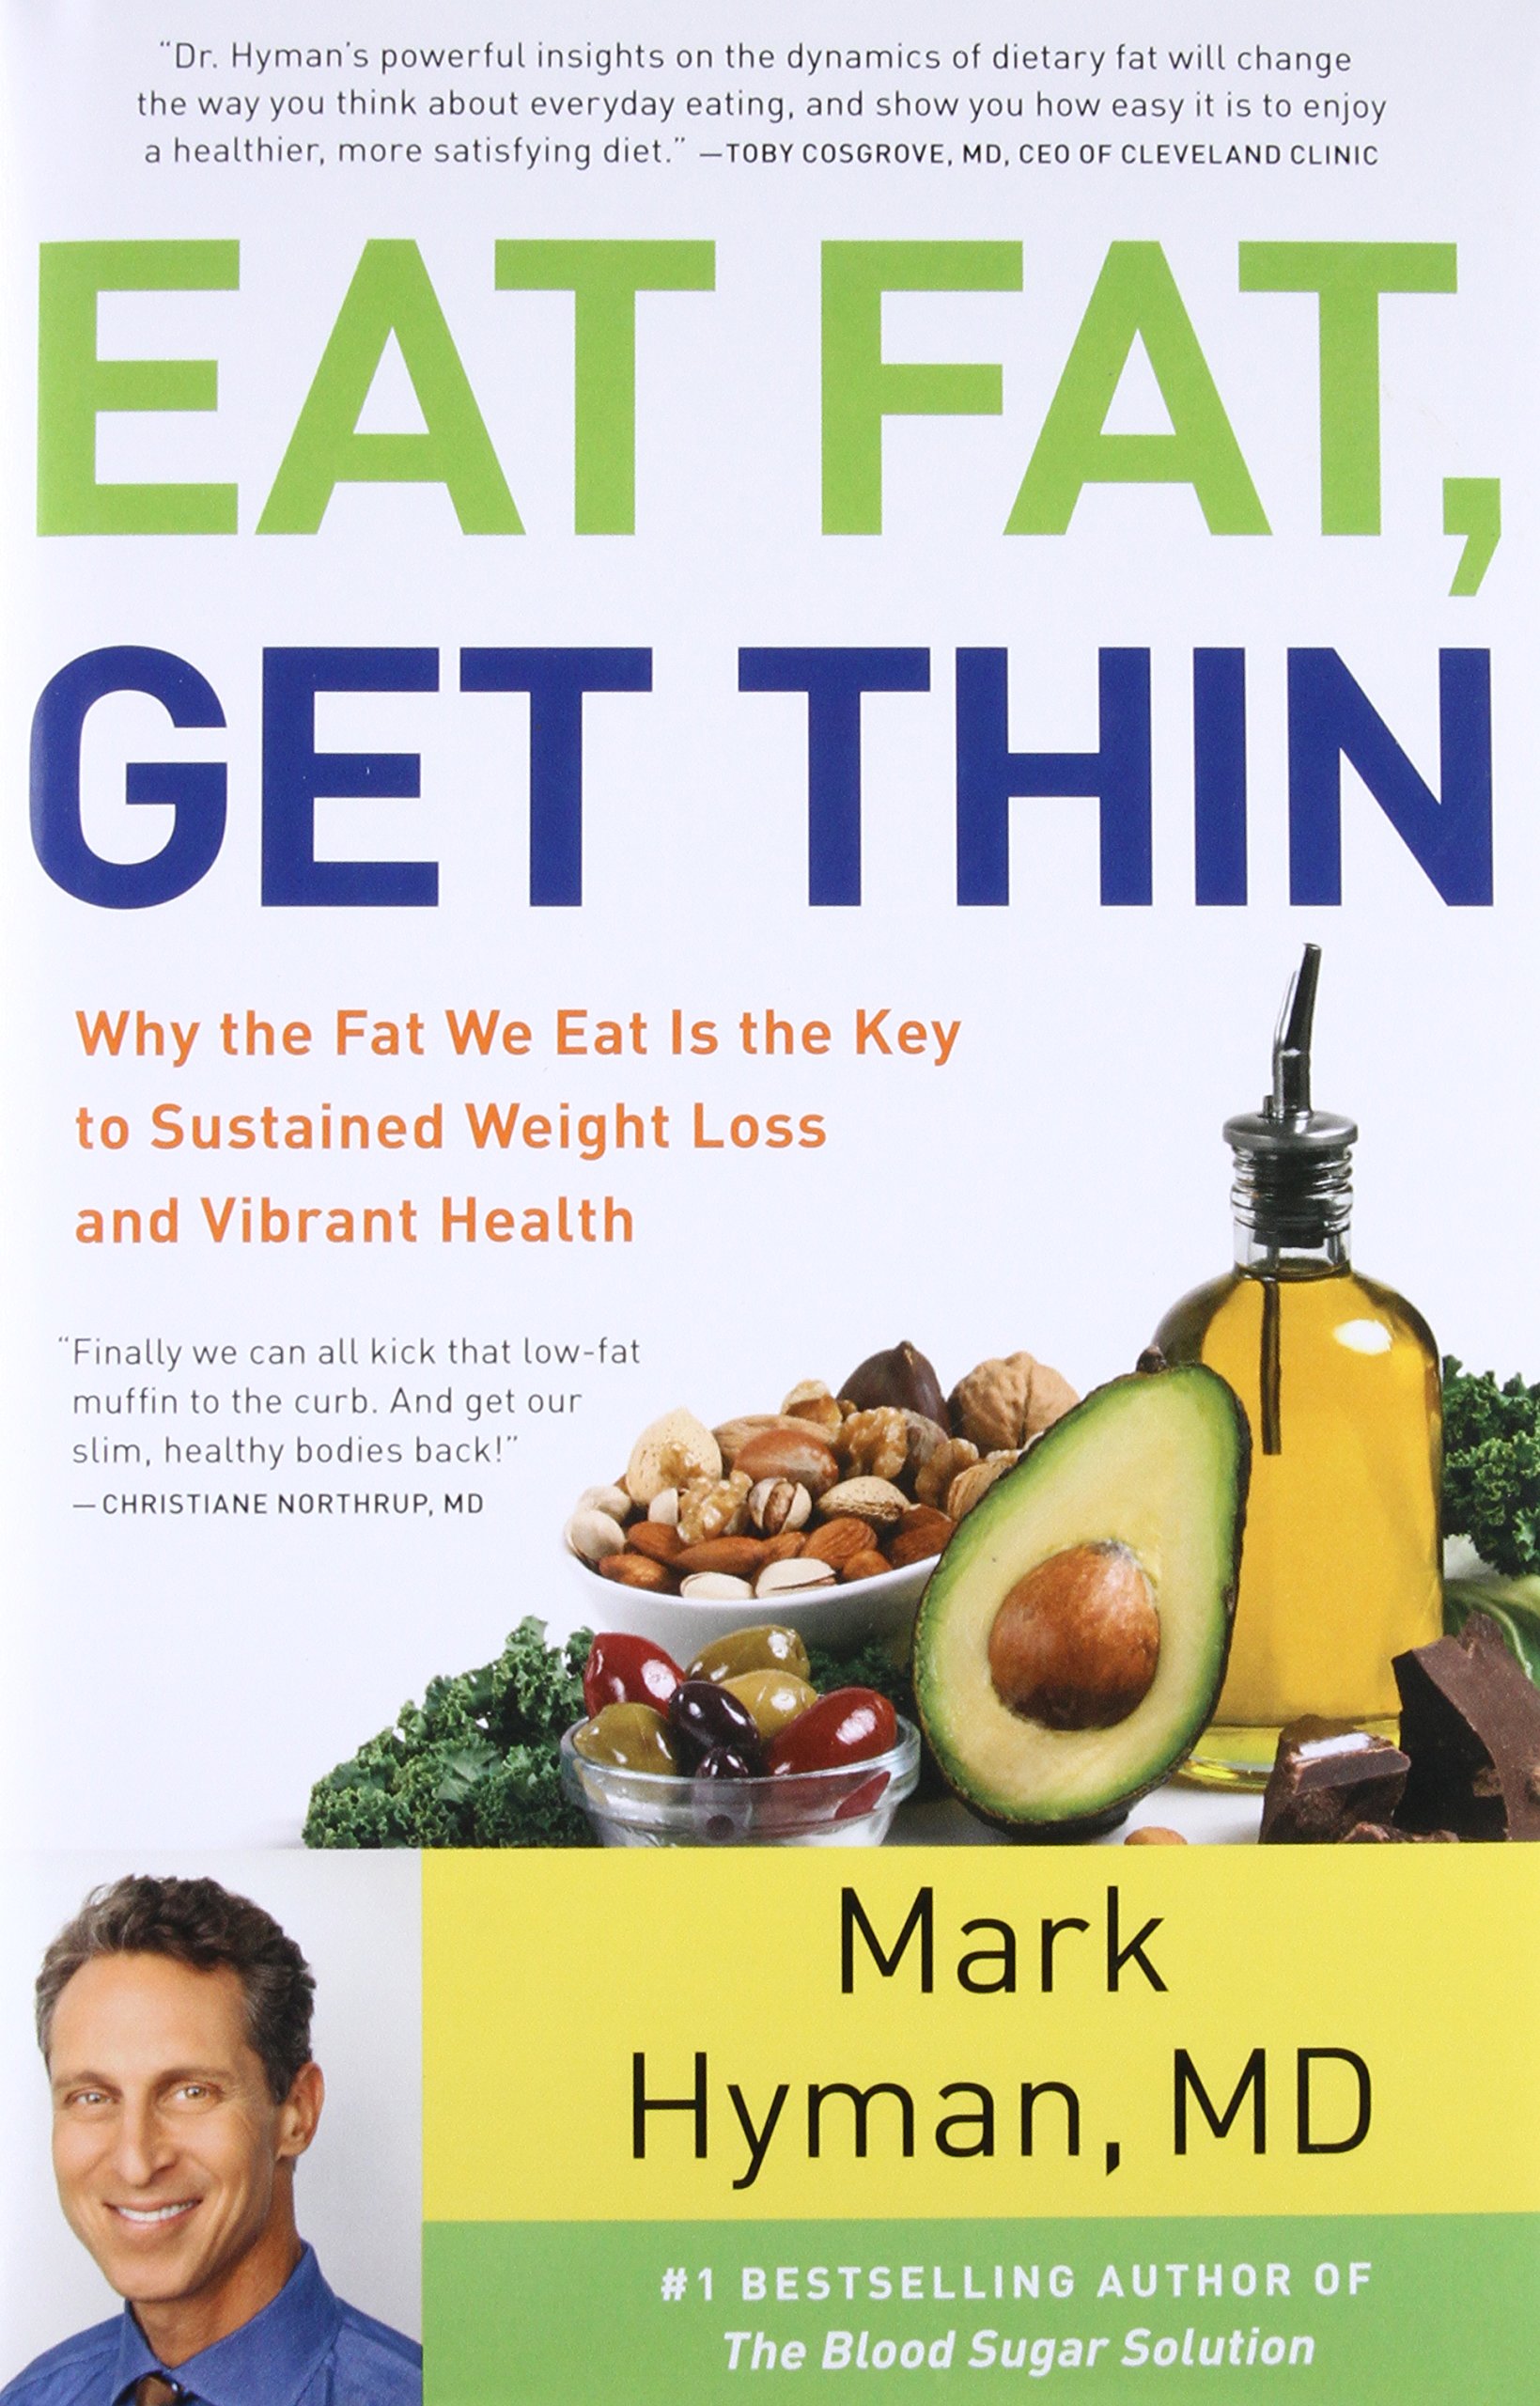 “Dr. Hyman’s powerful insights on the dynamics of dietary fat will change
the way you think about everyday eating, and show you how easy it is to enjoy
a healthier, more satisfying diet.” —TOBY COSGROVE, MD, CEO OF CLEVELAND CLINIC
EAT FAT,
GET THIN
Why the Fat We Eat Is the Key
to Sustained Weight Loss
and Vibrant Health
“Finally we can all kick that low-fat
muffin to the curb. And get our
slim, healthy bodies back!”
—CHRISTIANE NORTHRUP, MD
Mark
Hyman, MD
#1 BESTSELLING AUTHOR OF
The Blood Sugar Solution